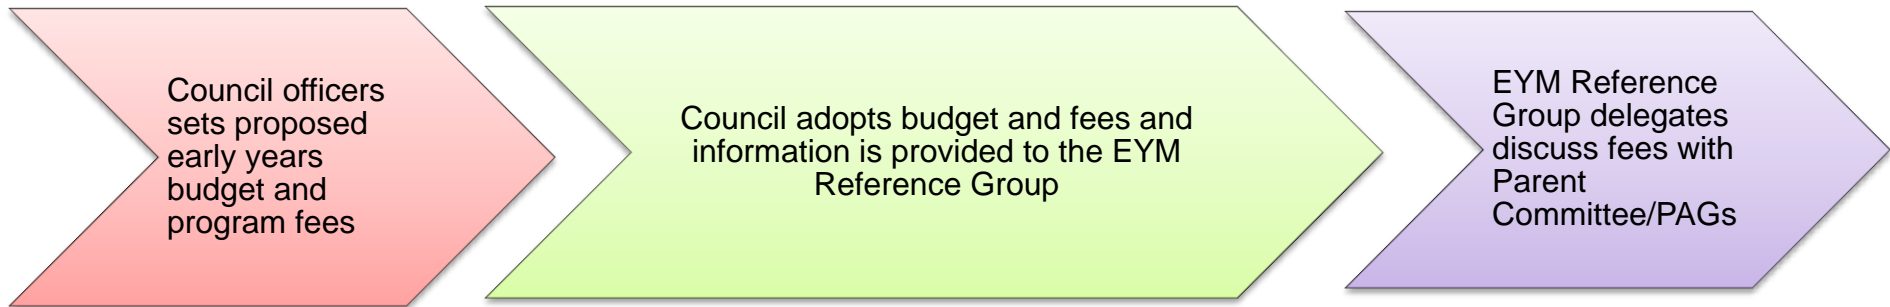 Council officers
sets proposed
early years
budget and
program fees
Council adopts budget and fees and
information is provided to the EYM
Reference Group
EYM Reference
Group delegates
discuss fees with
Parent
Committee/PAGs